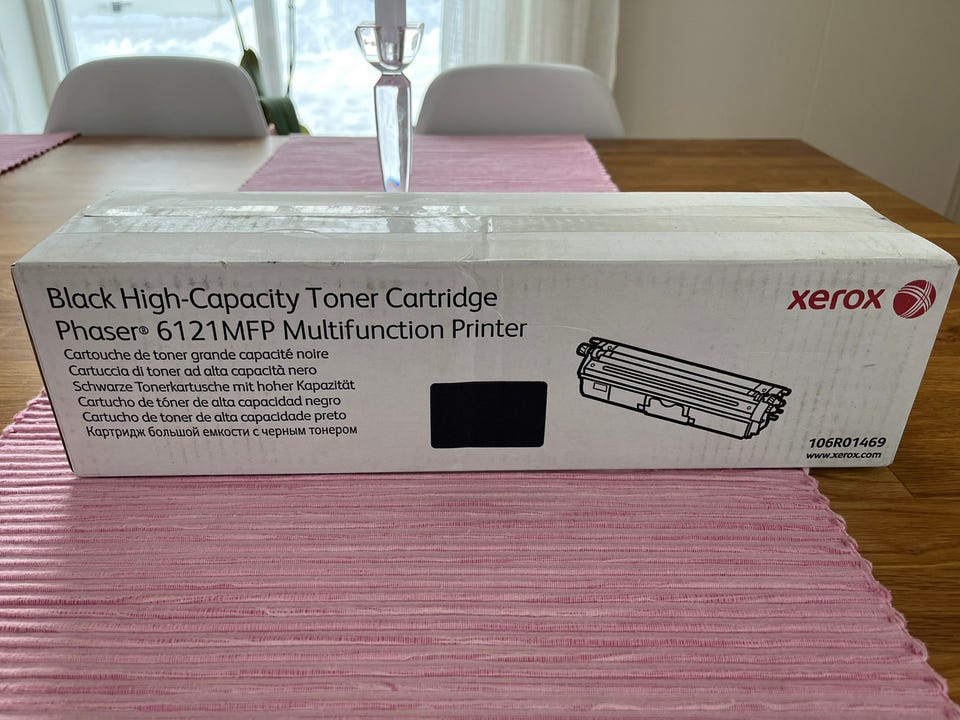 Black High-Capacity Toner Cartridge
Phaser® 6121MFP Multifunction Printer
Cartouche de toner grande capacité noire
Cartuccia di toner ad alta capacità nero
Schwarze Tonerkartusche mit hoher Kapazität
Cartucho de tóner de alta capacidad negro
Cartucho de toner de alta capacidade preto
Картридж большой емкости с черным тонером
xerox
106R01469
www.xerox.com